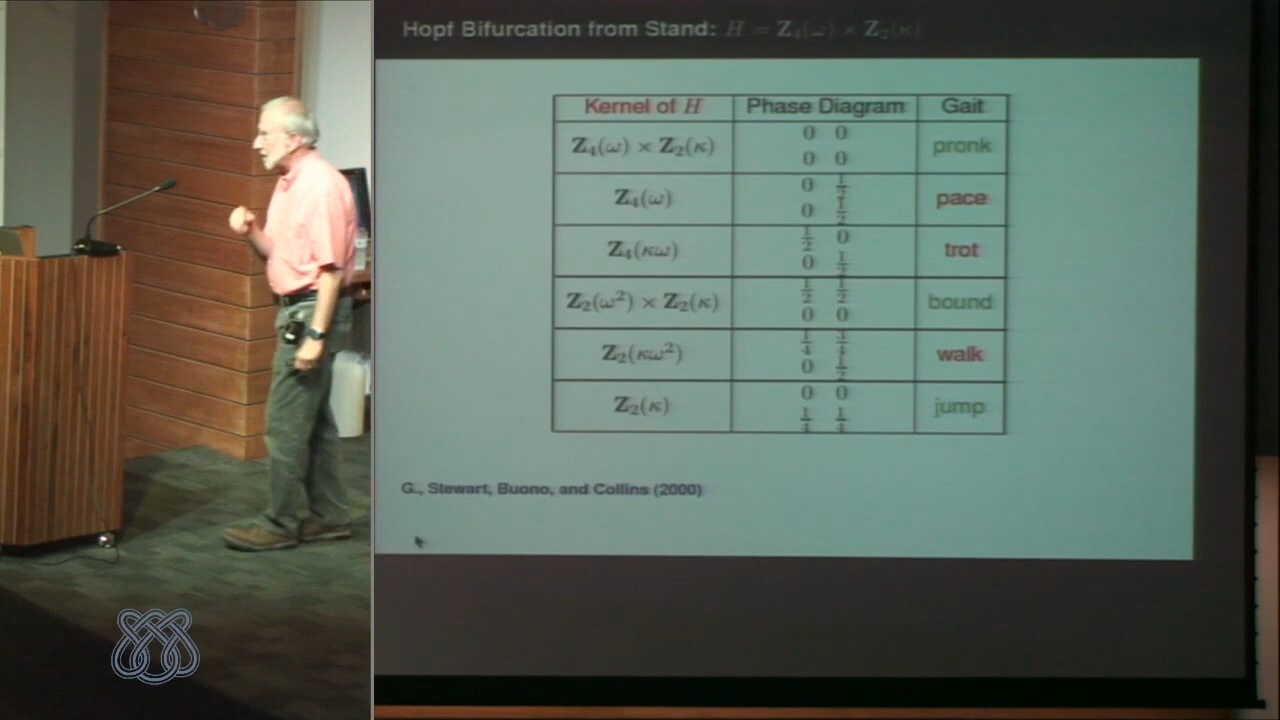 Hopf Bifurcation from Stand: H = Z₄(ω) × Z₂(κ)
Kernel of H Phase Diagram Gait
Z₄(ω) × Z₂(κ) 0 0 pronk
0 0
Z₄(ω) 0 1/2 pace
0 1/2
Z₄(κω) 1/2 0 trot
0 1/2
Z₂(ω²) × Z₂(κ) 1/2 1/2 bound
0 0
Z₂(κω²) 1/4 3/4 walk
0 1/2
Z₂(κ) 0 0 jump
1/4 1/4
G., Stewart, Buono, and Collins (2000)